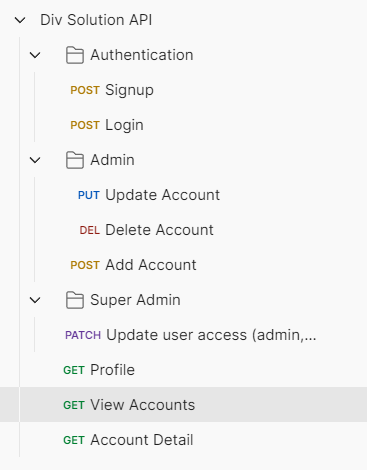 Div Solution API
Authentication
POST Signup
POST Login
Admin
PUT Update Account
DEL Delete Account
POST Add Account
Super Admin
PATCH Update user access (admin,...
GET Profile
GET View Accounts
GET Account Detail